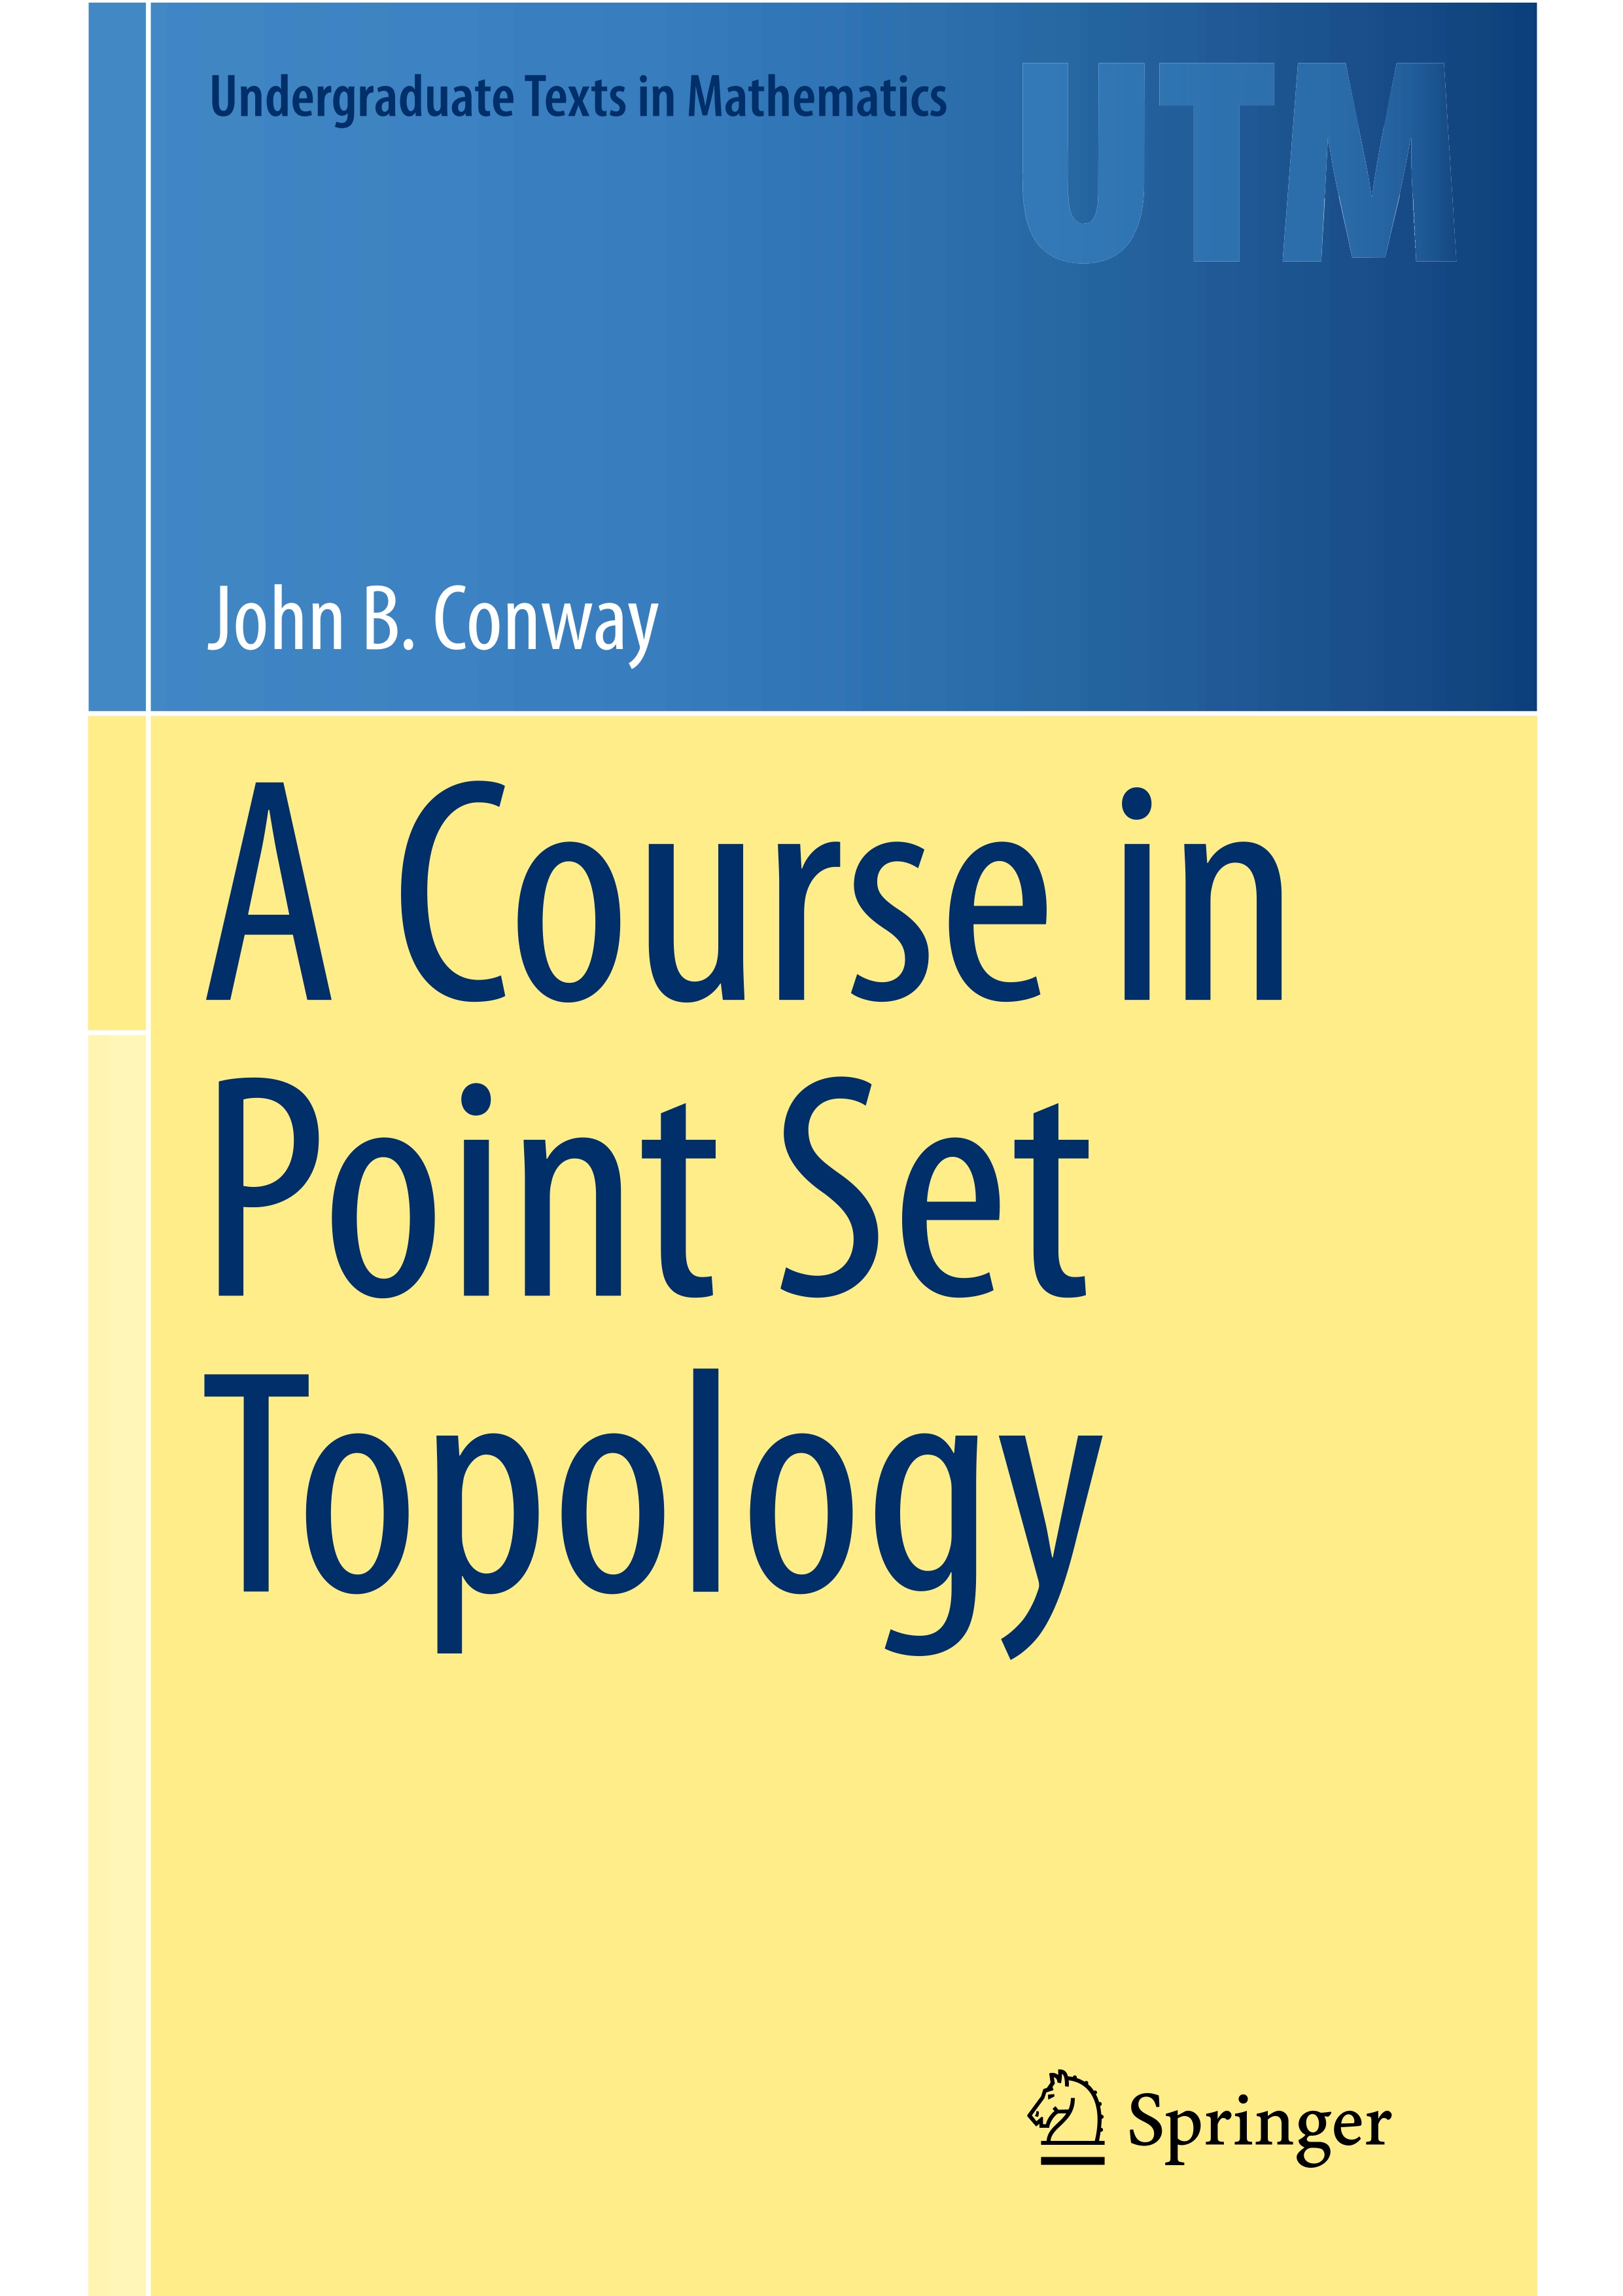 Undergraduate Texts in Mathematics
UTM
John B. Conway
A Course in
Point Set
Topology
Springer